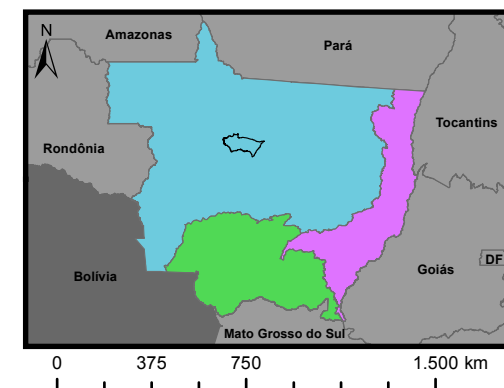 N
Amazonas
Pará
Tocantins
Rondônia
Bolívia
Goiás
DF
Mato Grosso do Sul
0 375 750 1.500 km